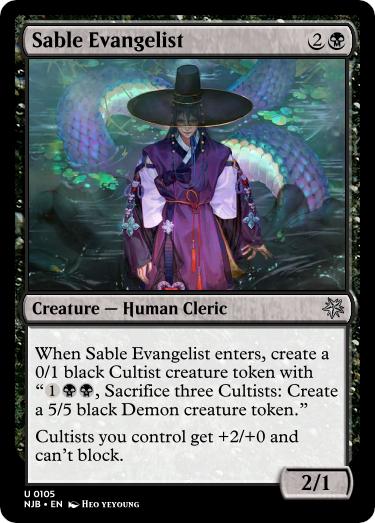 Sable Evangelist 2
Creature — Human Cleric
When Sable Evangelist enters, create a
0/1 black Cultist creature token with
“1, Sacrifice three Cultists: Create
a 5/5 black Demon creature token.”
Cultists you control get +2/+0 and
can’t block.
2/1
U 0105
NJB • EN Heo yeyoung